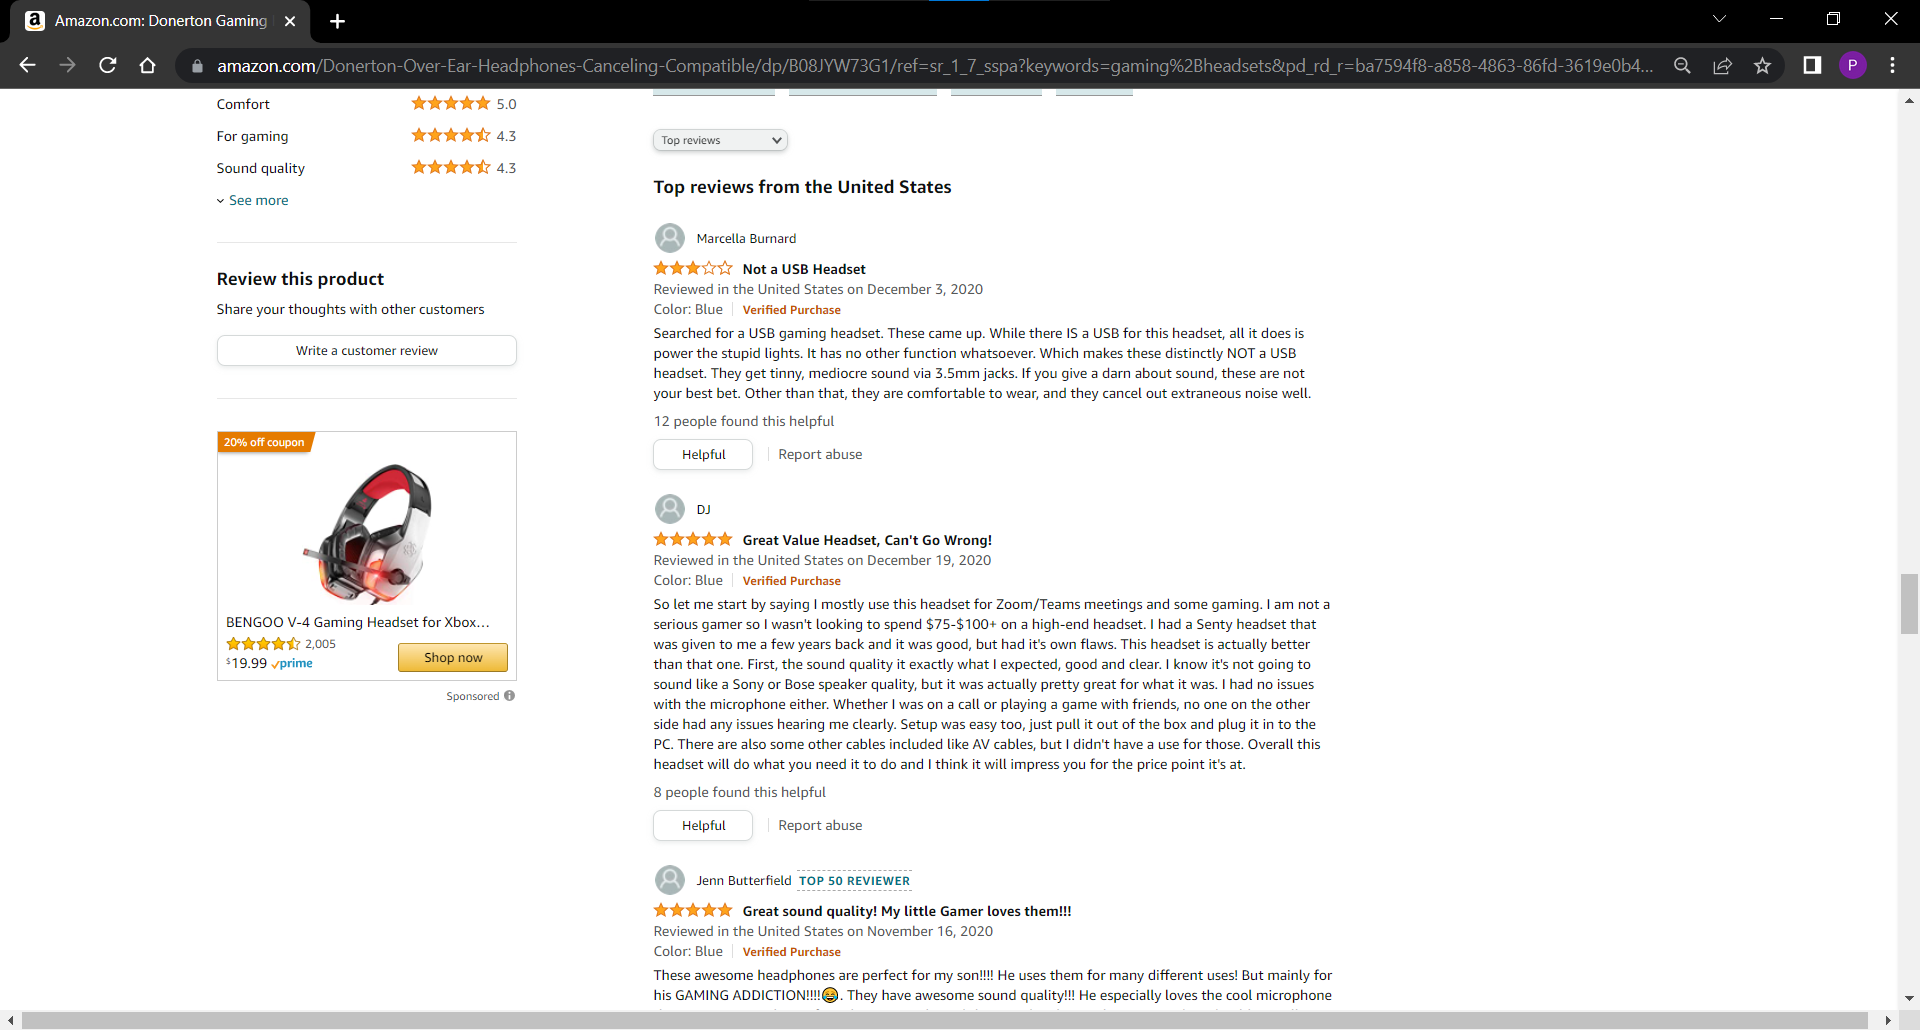 Amazon.com: Donerton Gaming
amazon.com/Donerton-Over-Ear-Headphones-Canceling-Compatible/dp/B08JYW73G1/ref=sr_1_7_sspa?keywords=gaming%2Bheadsets&pd_rd_r=ba7594f8-a858-4863-86fd-3619e0b4...
P
Comfort 5.0
For gaming 4.3
Sound quality 4.3
See more
Review this product
Share your thoughts with other customers
Write a customer review
20% off coupon
BENGOO V-4 Gaming Headset for Xbox...
2,005
$19.99 prime
Shop now
Sponsored
Top reviews
Top reviews from the United States
Marcella Burnard
Not a USB Headset
Reviewed in the United States on December 3, 2020
Color: Blue Verified Purchase
Searched for a USB gaming headset. These came up. While there IS a USB for this headset, all it does is
power the stupid lights. It has no other function whatsoever. Which makes these distinctly NOT a USB
headset. They get tinny, mediocre sound via 3.5mm jacks. If you give a darn about sound, these are not
your best bet. Other than that, they are comfortable to wear, and they cancel out extraneous noise well.
12 people found this helpful
Helpful Report abuse
DJ
Great Value Headset, Can't Go Wrong!
Reviewed in the United States on December 19, 2020
Color: Blue Verified Purchase
So let me start by saying I mostly use this headset for Zoom/Teams meetings and some gaming. I am not a
serious gamer so I wasn't looking to spend $75-$100+ on a high-end headset. I had a Senty headset that
was given to me a few years back and it was good, but had it's own flaws. This headset is actually better
than that one. First, the sound quality it exactly what I expected, good and clear. I know it's not going to
sound like a Sony or Bose speaker quality, but it was actually pretty great for what it was. I had no issues
with the microphone either. Whether I was on a call or playing a game with friends, no one on the other
side had any issues hearing me clearly. Setup was easy too, just pull it out of the box and plug it in to the
PC. There are also some other cables included like AV cables, but I didn't have a use for those. Overall this
headset will do what you need it to do and I think it will impress you for the price point it's at.
8 people found this helpful
Helpful Report abuse
Jenn Butterfield TOP 50 REVIEWER
Great sound quality! My little Gamer loves them!!!
Reviewed in the United States on November 16, 2020
Color: Blue Verified Purchase
These awesome headphones are perfect for my son!!!! He uses them for many different uses! But mainly for
his GAMING ADDICTION!!!!😂. They have awesome sound quality!!! He especially loves the cool microphone